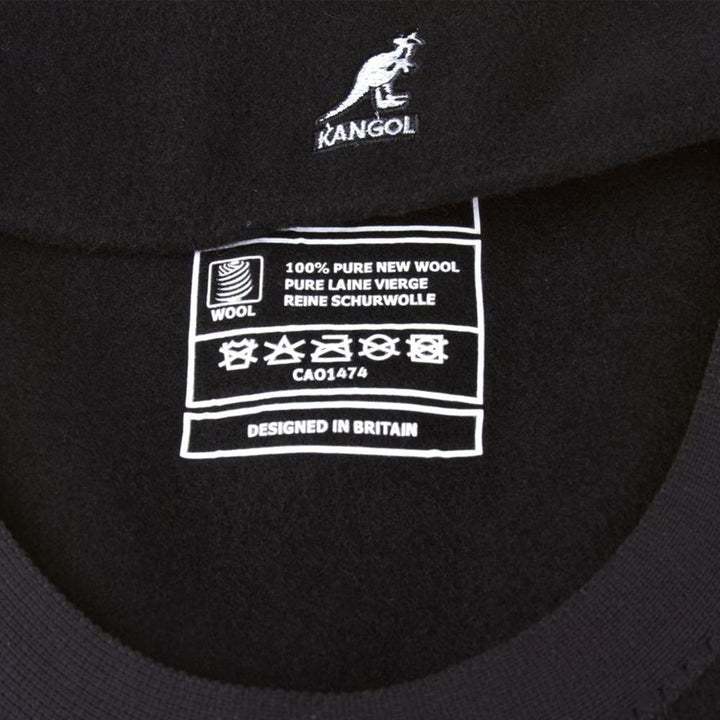 KANGOL
100% PURE NEW WOOL
PURE LAINE VIERGE
REINE SCHURWOLLE
WOOL
CA01474
DESIGNED IN BRITAIN